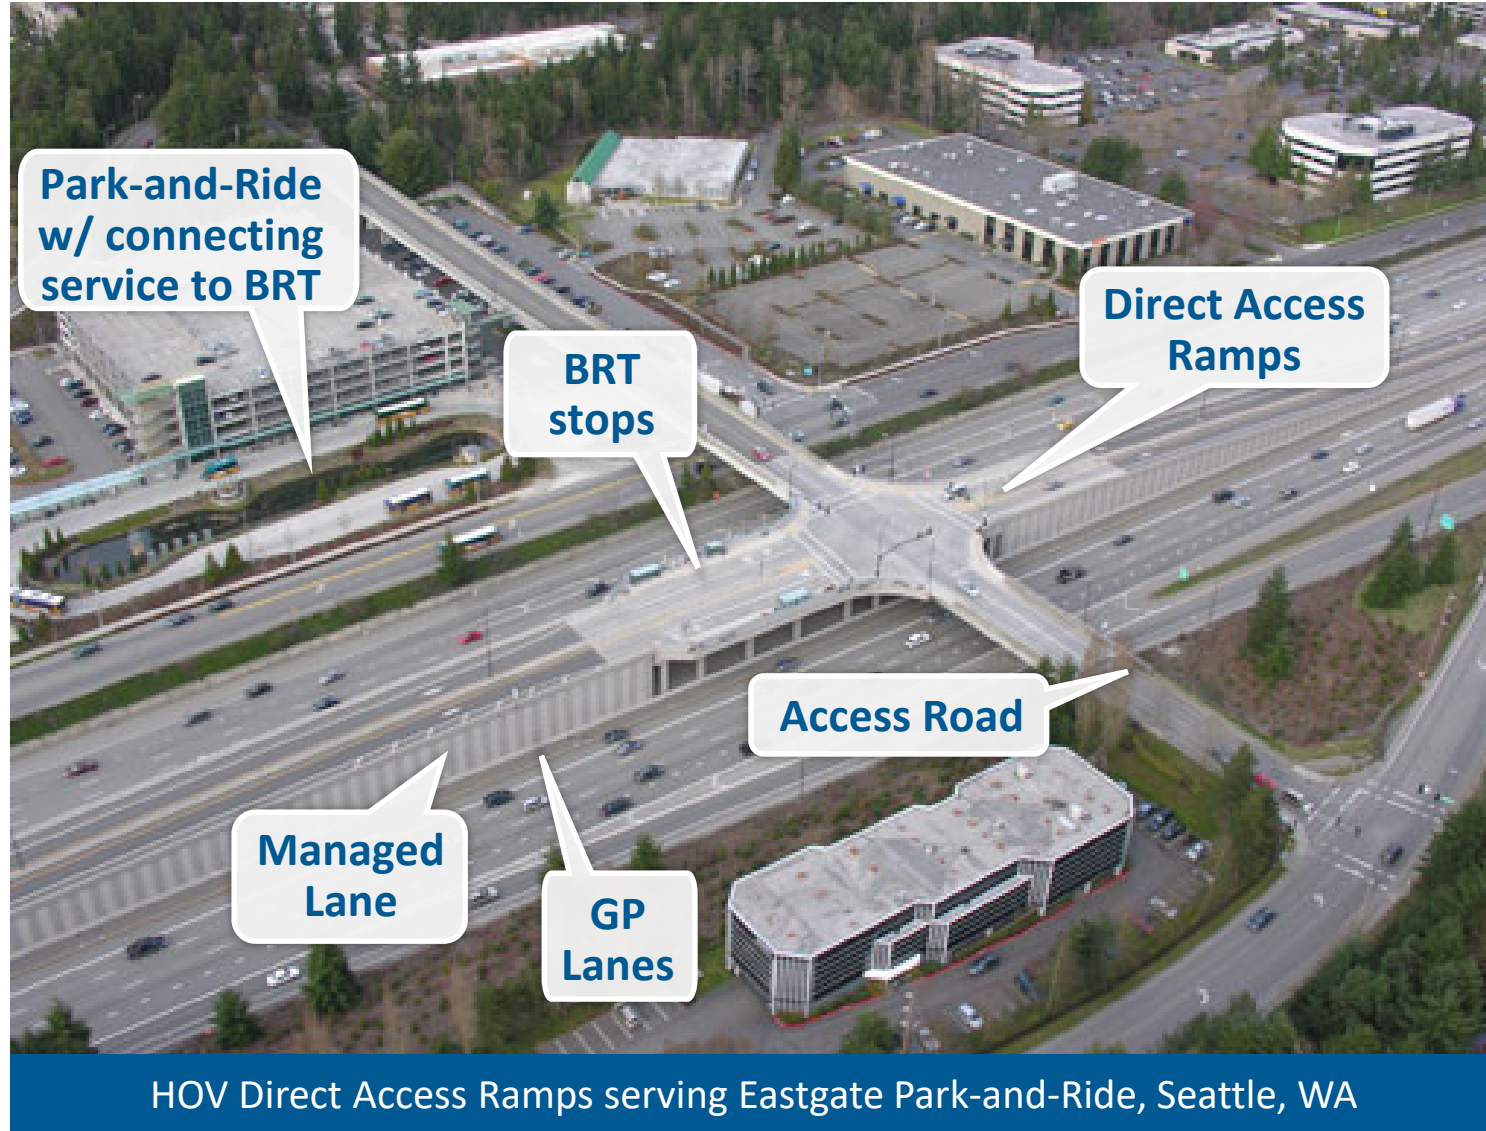 Park-and-Ride
w/ connecting
service to BRT
BRT
stops
Direct Access
Ramps
Access Road
Managed
Lane
GP
Lanes
HOV Direct Access Ramps serving Eastgate Park-and-Ride, Seattle, WA